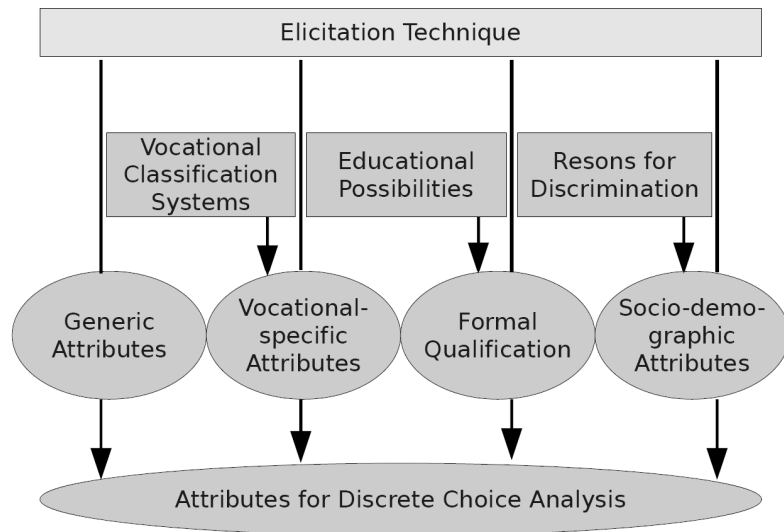 Elicitation Technique
Vocational
Classification
Systems
Educational
Possibilities
Resons for
Discrimination
Generic
Attributes
Vocational-
specific
Attributes
Formal
Qualification
Socio-demo-
graphic
Attributes
Attributes for Discrete Choice Analysis